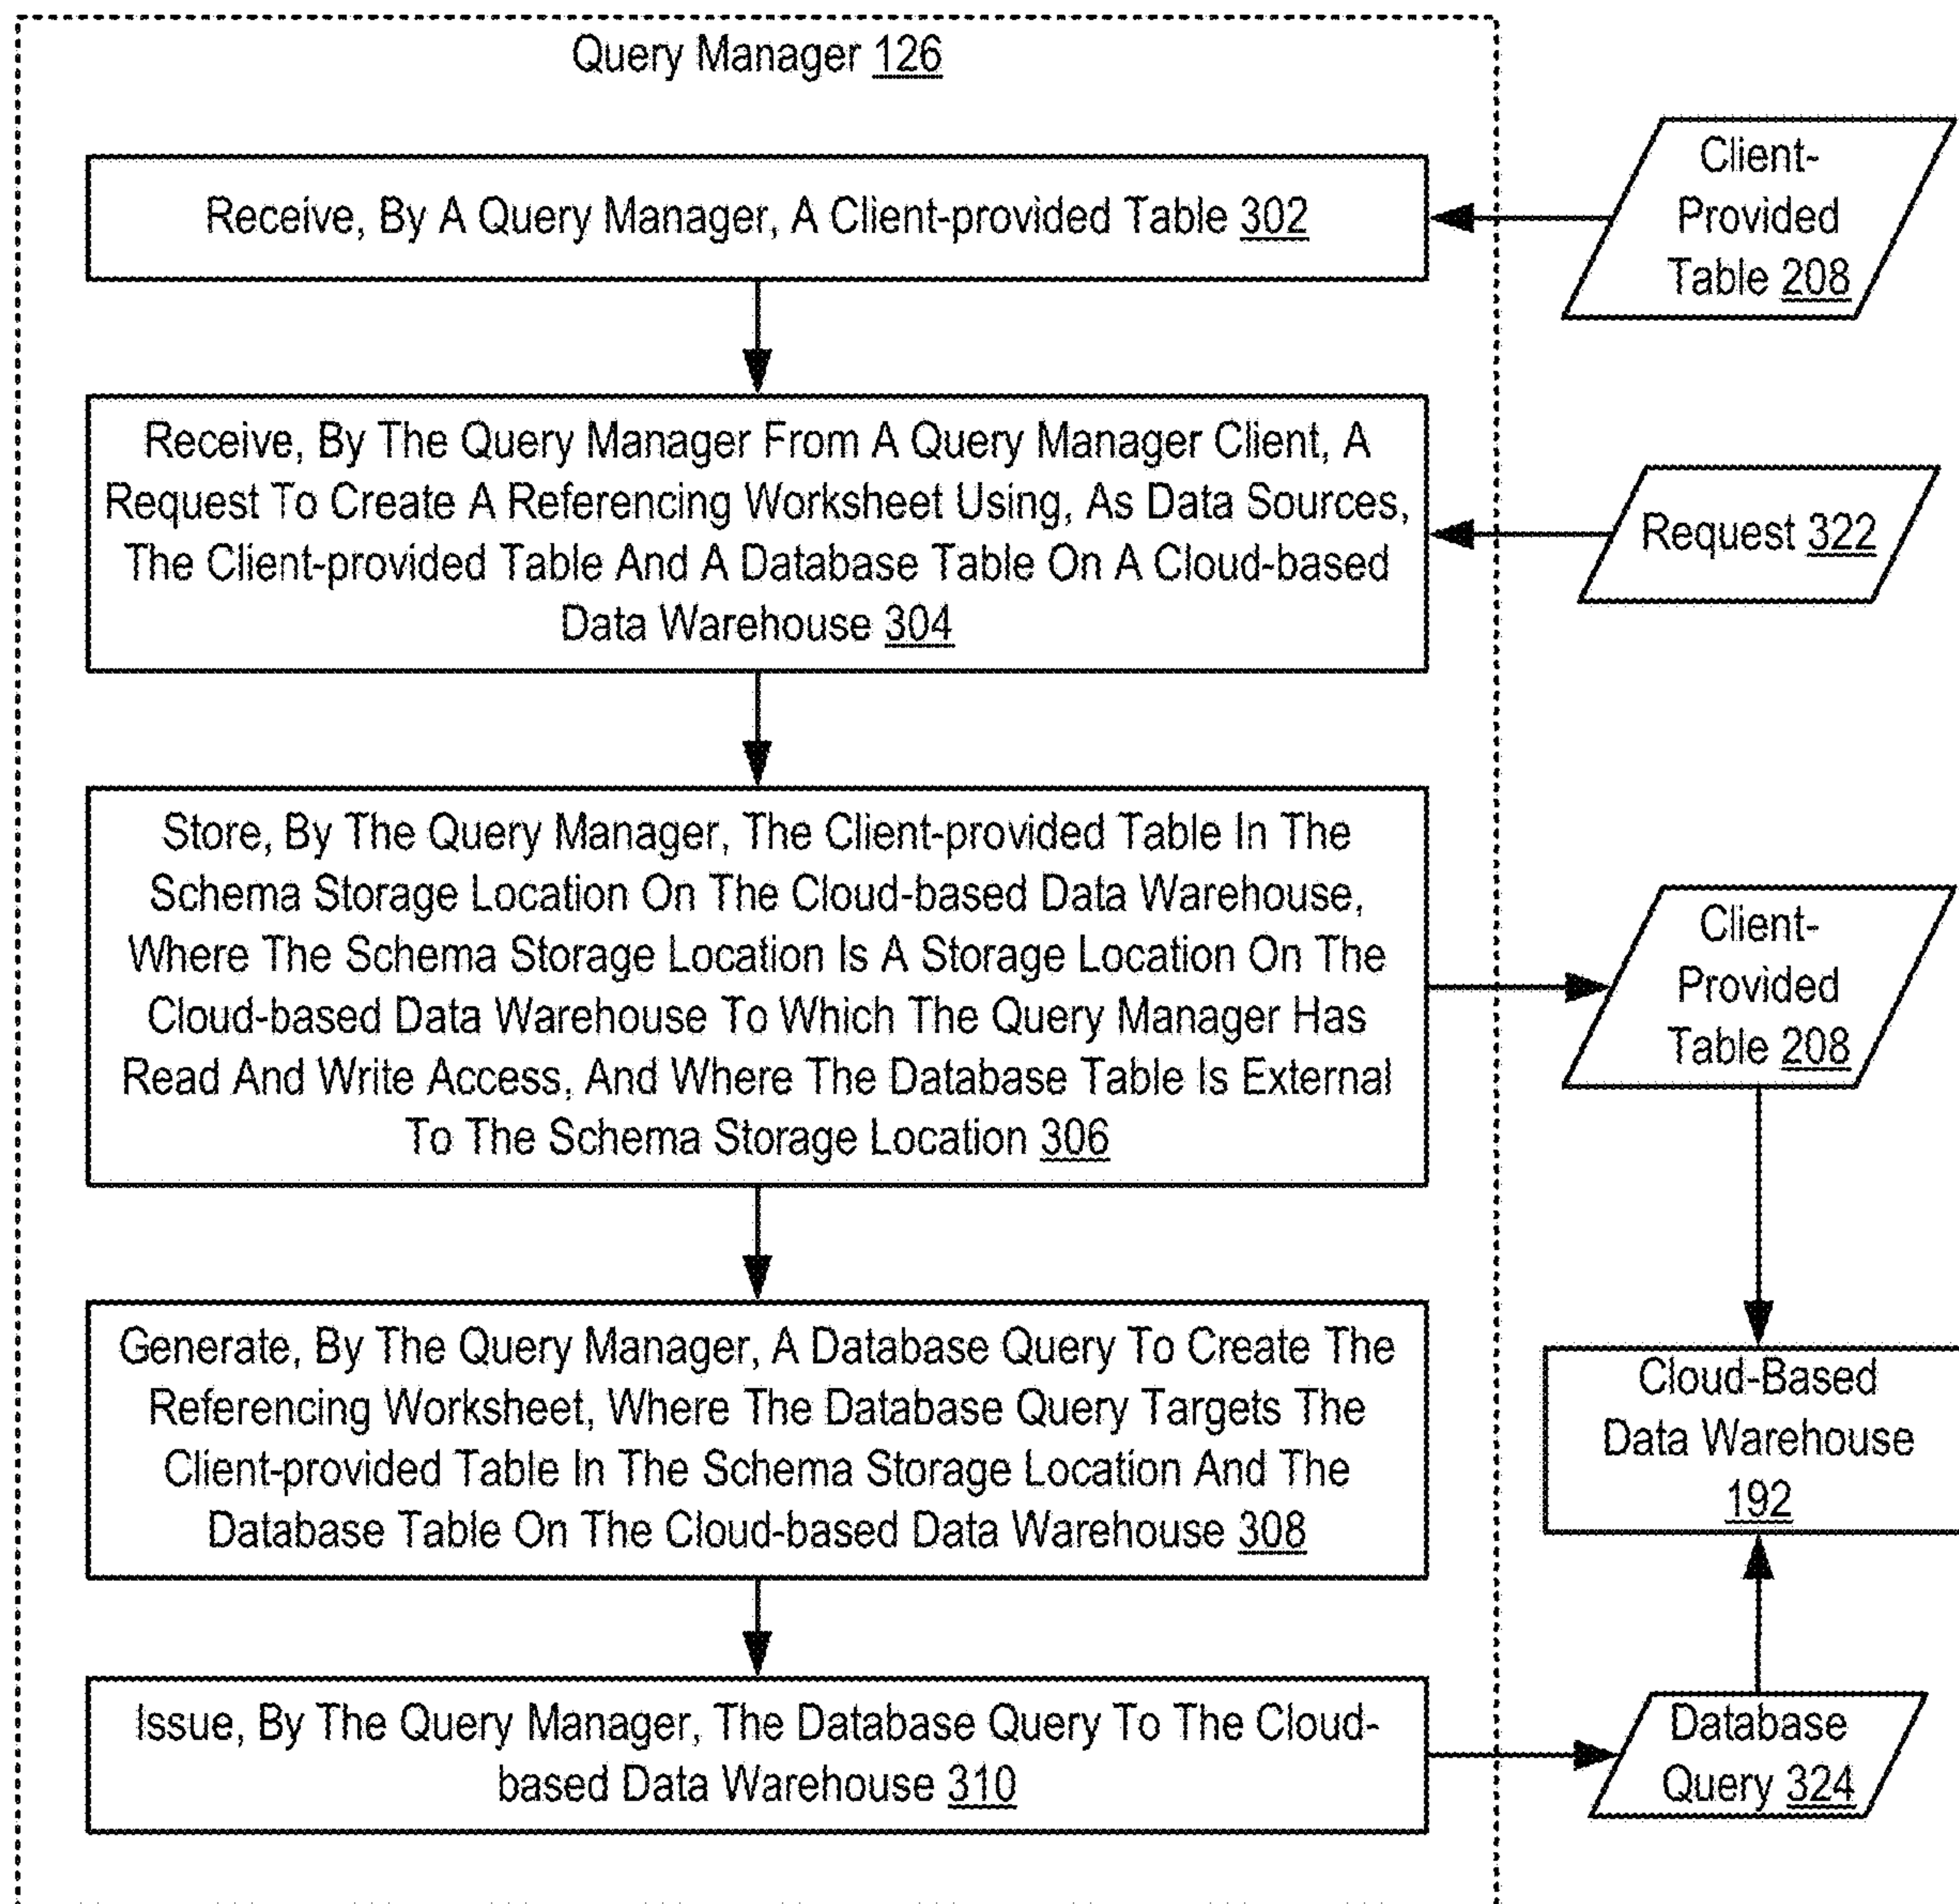 Query Manager 126
Receive, By A Query Manager, A Client-provided Table 302
Client-
Provided
Table 208
Receive, By The Query Manager From A Query Manager Client, A
Request To Create A Referencing Worksheet Using, As Data Sources,
The Client-provided Table And A Database Table On A Cloud-based
Data Warehouse 304
Request 322
Store, By The Query Manager, The Client-provided Table In The
Schema Storage Location On The Cloud-based Data Warehouse,
Where The Schema Storage Location Is A Storage Location On The
Cloud-based Data Warehouse To Which The Query Manager Has
Read And Write Access, And Where The Database Table Is External
To The Schema Storage Location 306
Client-
Provided
Table 208
Generate, By The Query Manager, A Database Query To Create The
Referencing Worksheet, Where The Database Query Targets The
Client-provided Table In The Schema Storage Location And The
Database Table On The Cloud-based Data Warehouse 308
Cloud-Based
Data Warehouse
192
Issue, By The Query Manager, The Database Query To The Cloud-
based Data Warehouse 310
Database
Query 324